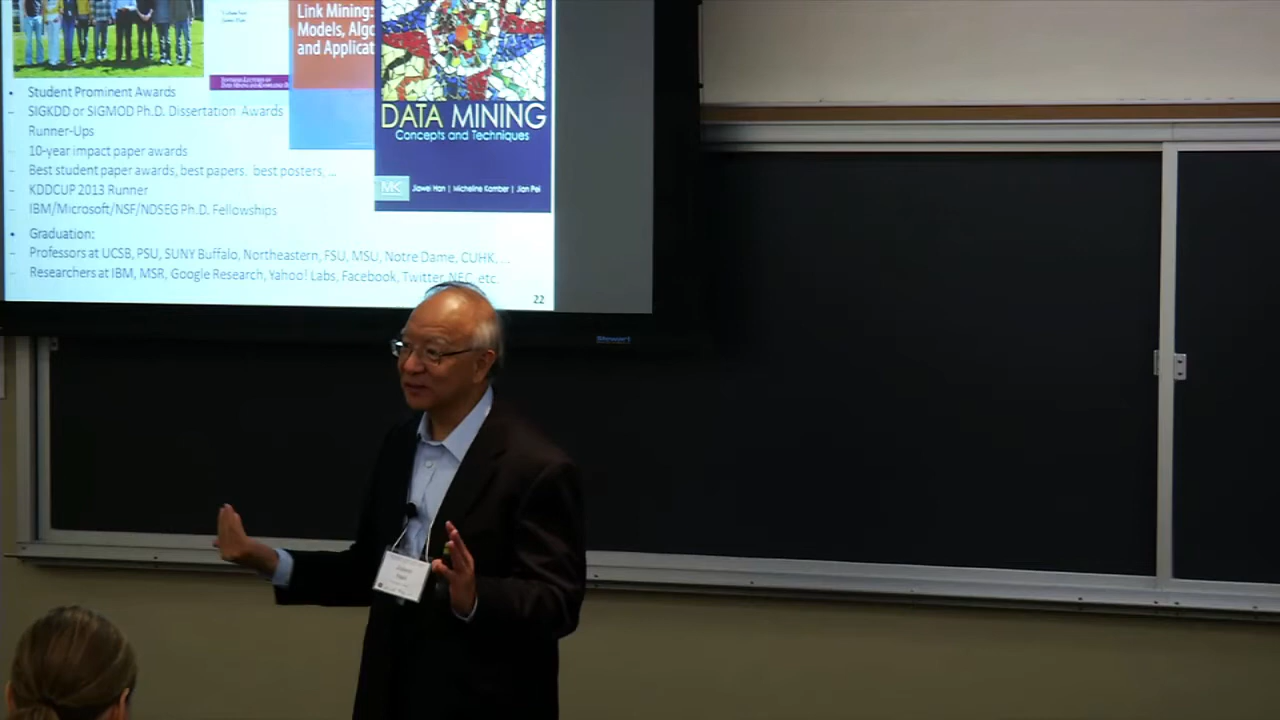 Link Mining:
Models, Algo
and Applicat
DATA MINING
Concepts and Techniques
MK
Jiawei Han | Micheline Kamber | Jian Pei
• Student Prominent Awards
– SIGKDD or SIGMOD Ph.D. Dissertation Awards
Runner-Ups
– 10-year impact paper awards
– Best student paper awards, best papers, best posters, ...
– KDDCUP 2013 Runner
– IBM/Microsoft/NSF/NDSEG Ph.D. Fellowships
• Graduation:
– Professors at UCSB, PSU, SUNY Buffalo, Northeastern, FSU, MSU, Notre Dame, CUHK, ...
– Researchers at IBM, MSR, Google Research, Yahoo! Labs, Facebook, Twitter, NEC, etc.
22
Stewart